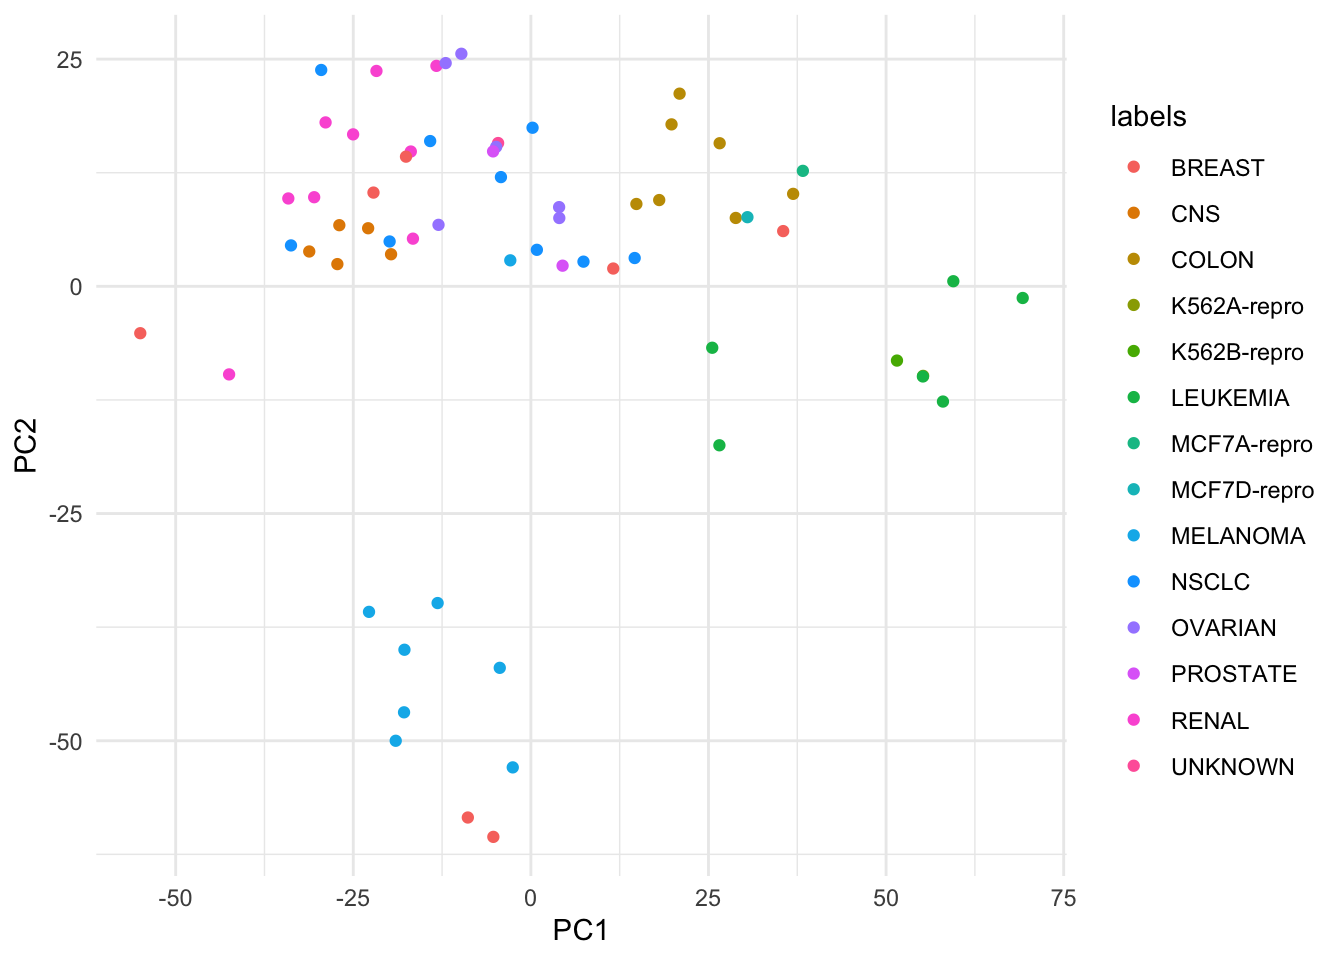 25
0
-25
-50
PC2
-50
-25
0
25
50
75
PC1
labels
BREAST
CNS
COLON
K562A-repro
K562B-repro
LEUKEMIA
MCF7A-repro
MCF7D-repro
MELANOMA
NSCLC
OVARIAN
PROSTATE
RENAL
UNKNOWN